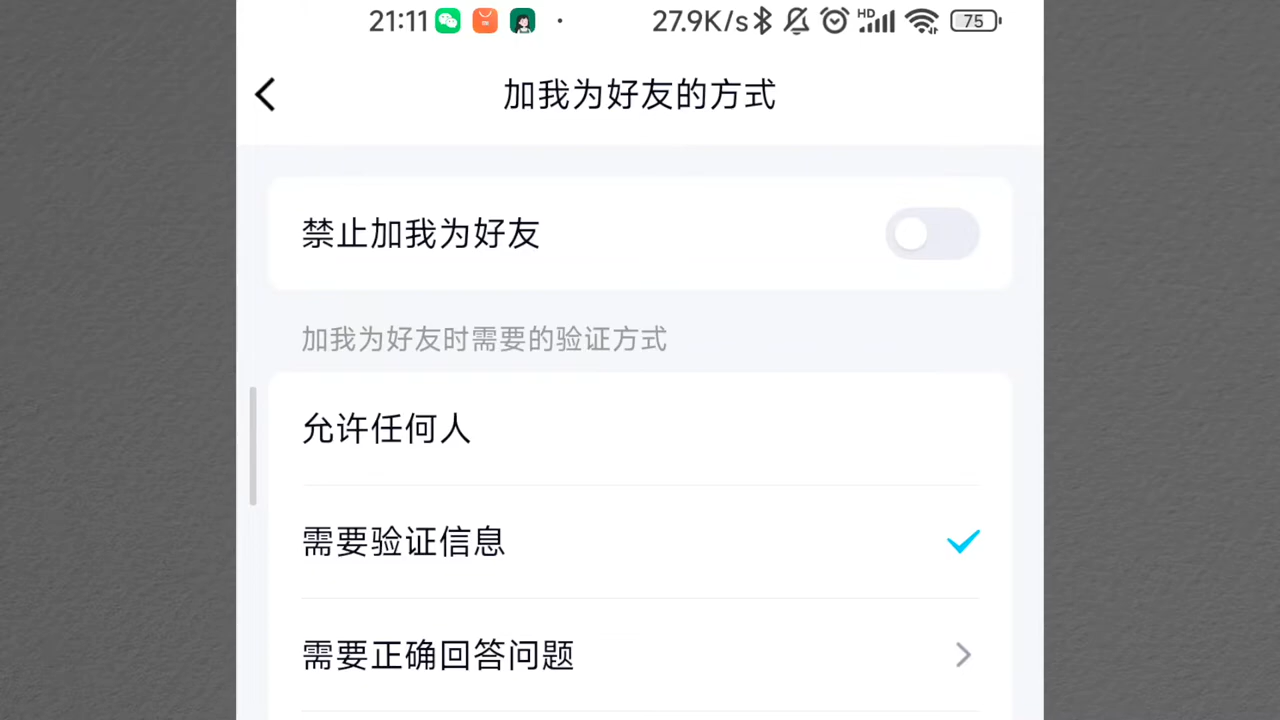 21:11 27.9K/s HD 75
加我为好友的方式
禁止加我为好友
加我为好友时需要的验证方式
允许任何人
需要验证信息
需要正确回答问题